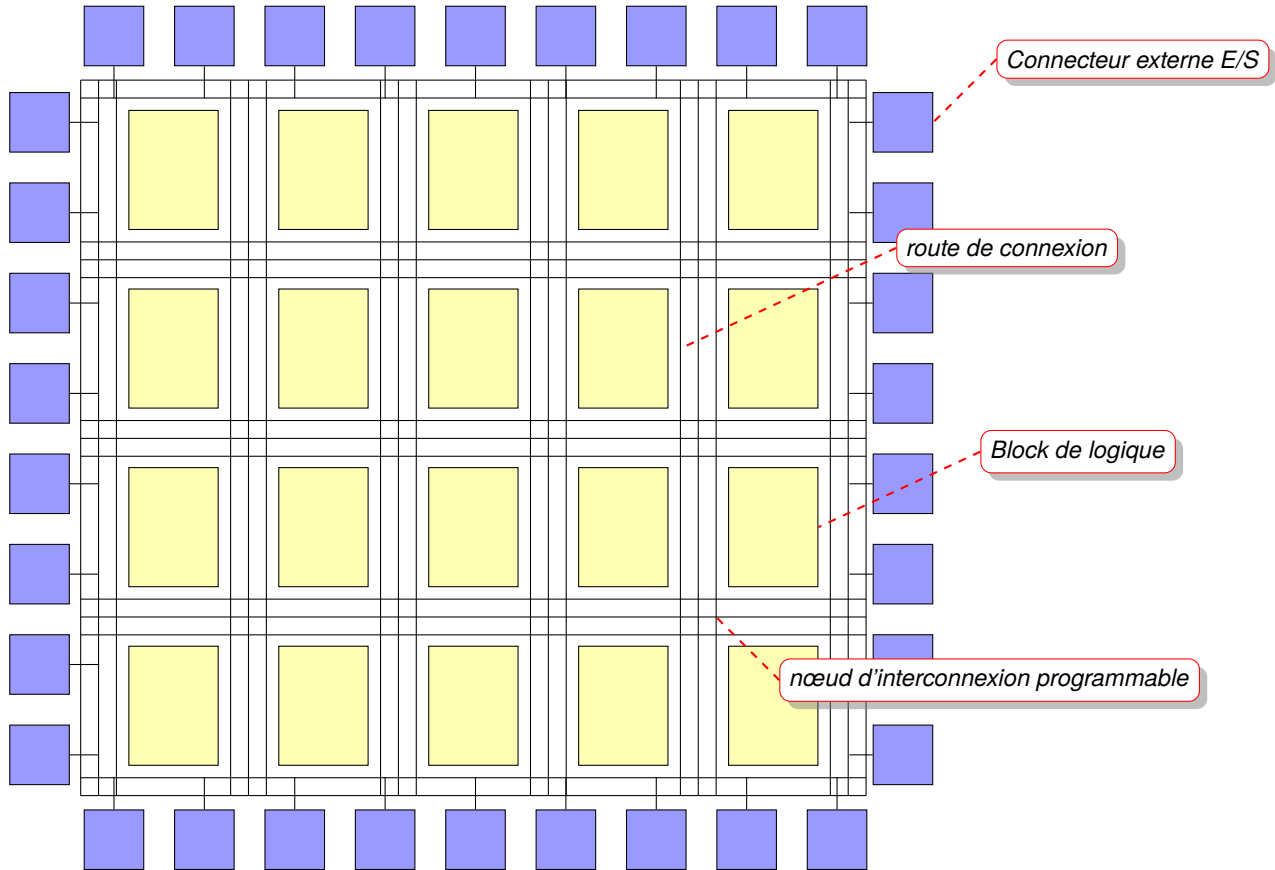 Connecteur externe E/S
route de connexion
Block de logique
nœud d'interconnexion programmable